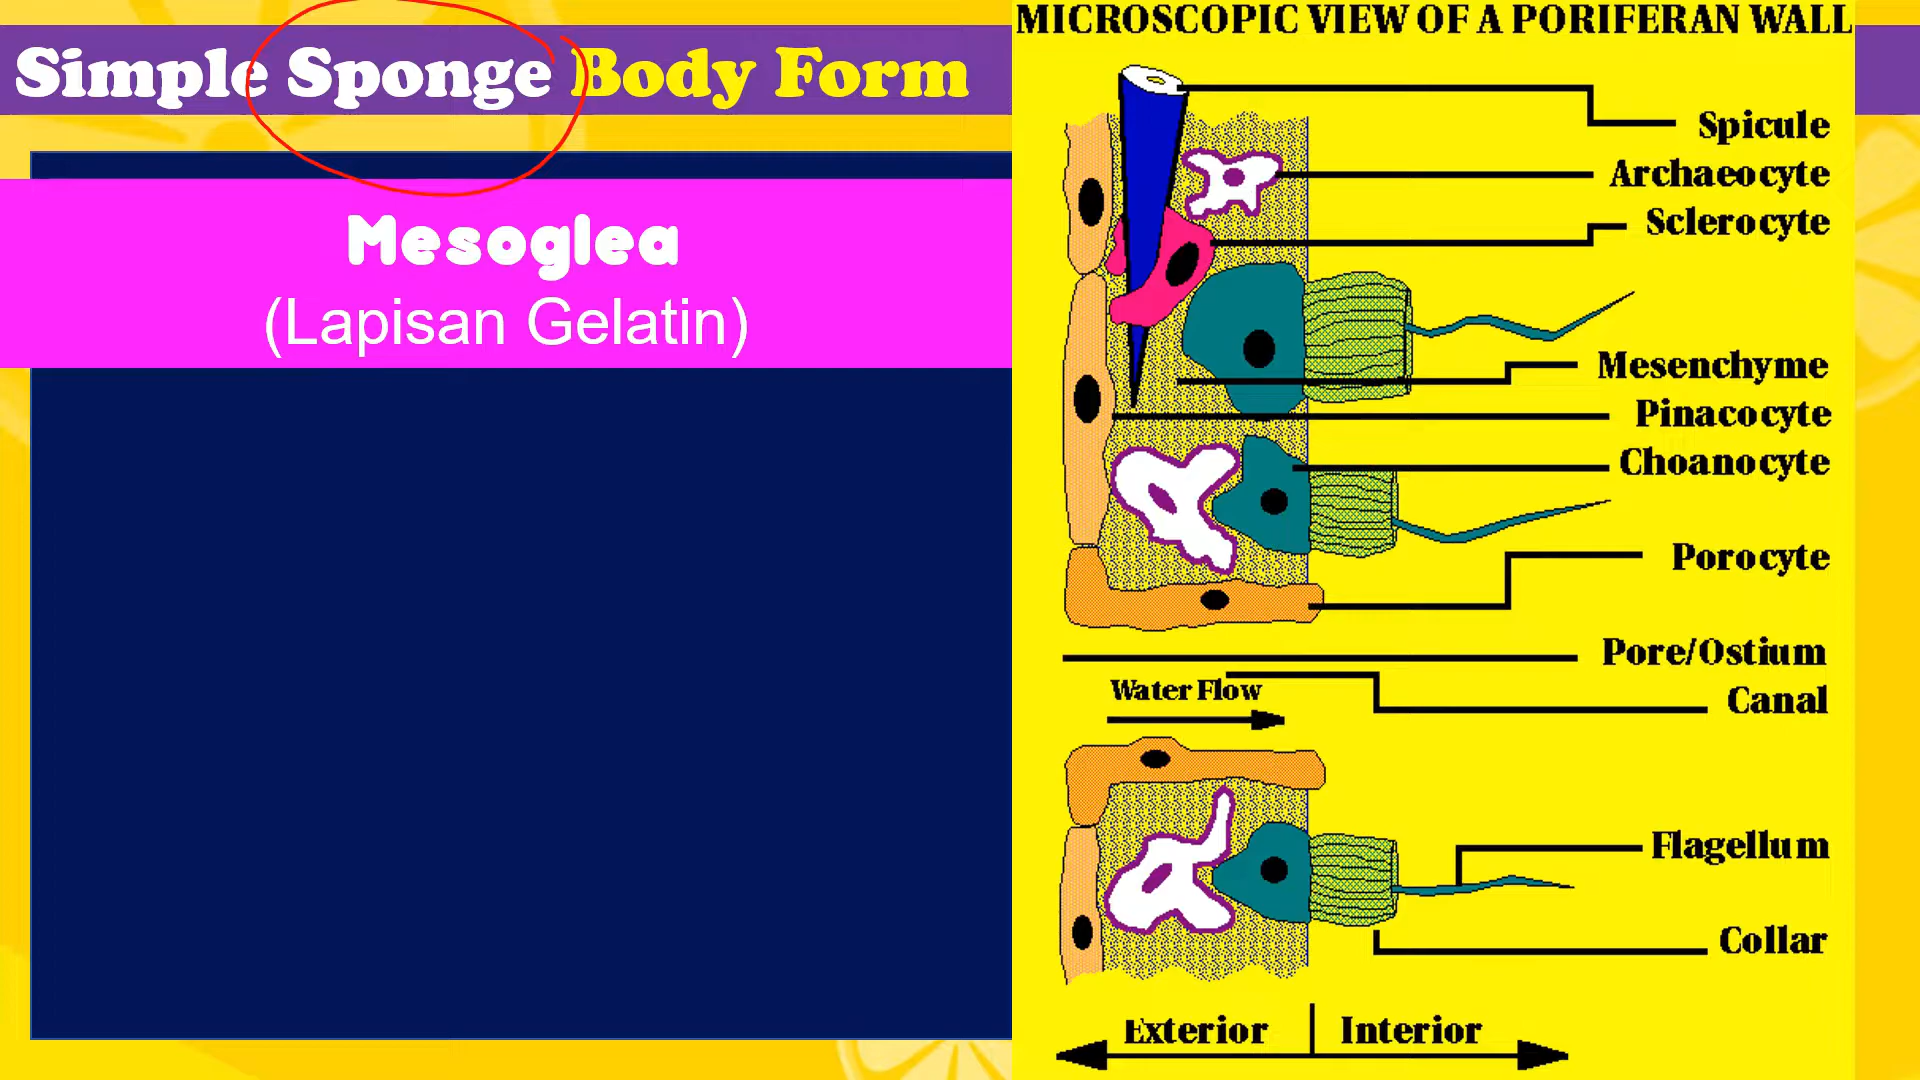 Simple Sponge Body Form
Mesoglea
(Lapisan Gelatin)
MICROSCOPIC VIEW OF A PORIFERAN WALL
Spicule
Archaeocyte
Sclerocyte
Mesenchyme
Pinacocyte
Choanocyte
Porocyte
Pore/Ostium
Water Flow
Canal
Flagellum
Collar
Exterior
Interior